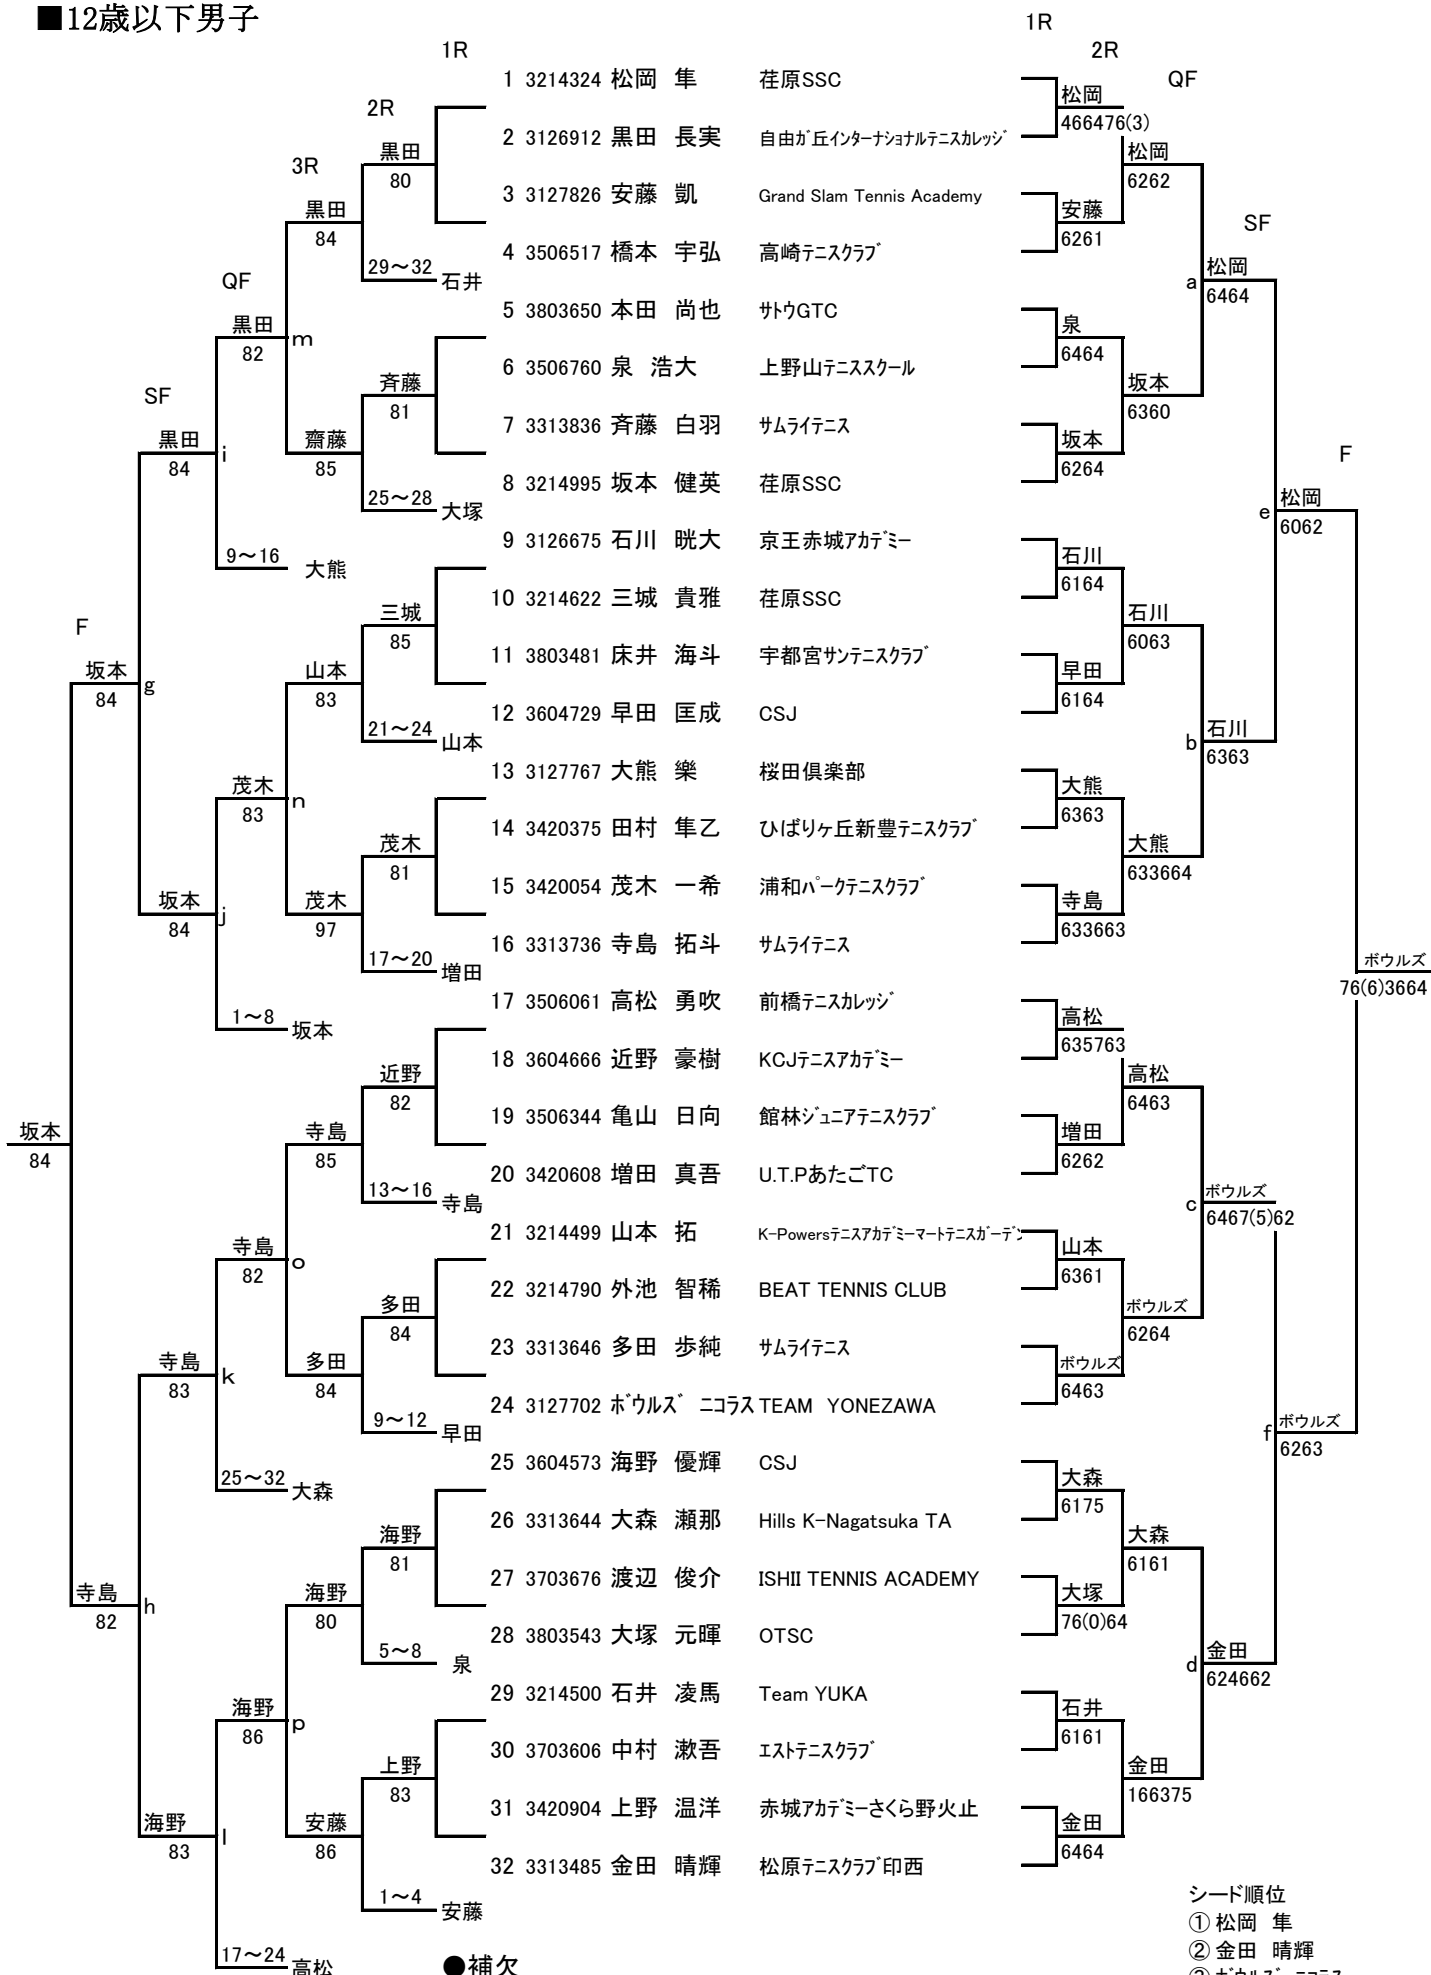 ■12歳以下男子
1R
1R
2R
QF
2R
3R
SF
QF
SF
F
F
1 3214324 松岡 隼 荏原SSC
2 3126912 黒田 長実 自由ガ丘インターナショナルテニスカレッジ
3 3127826 安藤 凱 Grand Slam Tennis Academy
4 3506517 橋本 宇弘 高崎テニスクラブ
5 3803650 本田 尚也 サトウGTC
6 3506760 泉 浩大 上野山テニススクール
7 3313836 斉藤 白羽 サムライテニス
8 3214995 坂本 健英 荏原SSC
9 3126675 石川 晄大 京王赤城アカデミー
10 3214622 三城 貴雅 荏原SSC
11 3803481 床井 海斗 宇都宮サンテニスクラブ
12 3604729 早田 匡成 CSJ
13 3127767 大熊 樂 桜田倶楽部
14 3420375 田村 隼乙 ひばりヶ丘新豊テニスクラブ
15 3420054 茂木 一希 浦和パークテニスクラブ
16 3313736 寺島 拓斗 サムライテニス
17 3506061 高松 勇吹 前橋テニスカレッジ
18 3604666 近野 豪樹 KCJテニスアカデミー
19 3506344 亀山 日向 館林ジュニアテニスクラブ
20 3420608 増田 真吾 U.T.PあたごTC
21 3214499 山本 拓 K-Powersテニスアカデミーマートテニスガーデン
22 3214790 外池 智稀 BEAT TENNIS CLUB
23 3313646 多田 歩純 サムライテニス
24 3127702 ボウルズ ニコラス TEAM YONEZAWA
25 3604573 海野 優輝 CSJ
26 3313644 大森 瀬那 Hills K-Nagatsuka TA
27 3703676 渡辺 俊介 ISHII TENNIS ACADEMY
28 3803543 大塚 元暉 OTSC
29 3214500 石井 凌馬 Team YUKA
30 3703606 中村 漱吾 エストテニスクラブ
31 3420904 上野 温洋 赤城アカデミーさくら野火止
32 3313485 金田 晴輝 松原テニスクラブ印西
松岡
466476(3)
安藤
6261
泉
6464
坂本
6264
石川
6164
早田
6164
大熊
6363
寺島
633663
高松
635763
増田
6262
山本
6361
ボウルズ
6463
大森
6175
大塚
76(0)64
石井
6161
金田
6464
松岡
6262
坂本
6360
石川
6063
大熊
633664
高松
6463
ボウルズ
6264
大森
6161
金田
166375
a 松岡
6464
b 石川
6363
c ボウルズ
6467(5)62
d 金田
624662
e 松岡
6062
f ボウルズ
6263
ボウルズ
76(6)3664
黒田
80
斉藤
81
三城
85
茂木
81
近野
82
多田
84
海野
81
上野
83
29～32 石井
25～28 大塚
21～24 山本
17～20 増田
13～16 寺島
9～12 早田
5～8 泉
1～4 安藤
黒田
84
齋藤
85
山本
83
茂木
97
寺島
85
多田
84
海野
80
安藤
86
黒田 m
82
茂木 n
83
寺島 o
82
海野 p
86
9～16 大熊
1～8 坂本
25～32 大森
17～24 高松
黒田 i
84
坂本 j
84
寺島 k
83
海野 l
83
坂本 g
84
寺島 h
82
坂本
84
シード順位
① 松岡 隼
② 金田 晴輝
③ ボウルズ ニコラス
●補欠